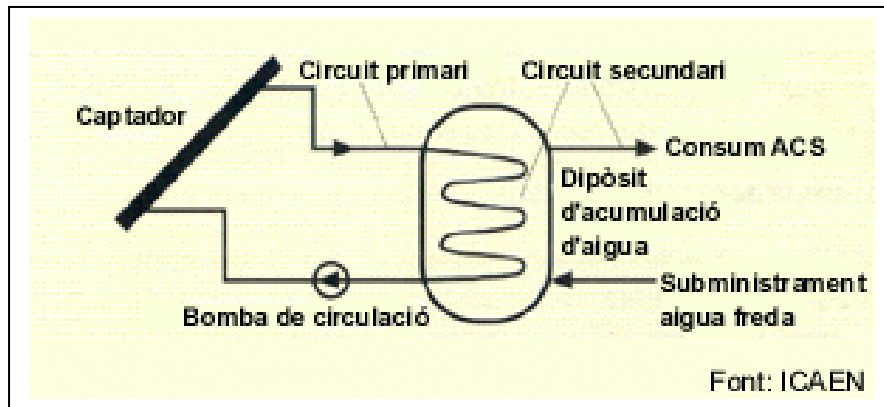 Circuit primari
Circuit secundari
Captador
Consum ACS
Dipòsit
d'acumulació
d'aigua
Subministrament
aigua freda
Bomba de circulació
Font: ICAEN